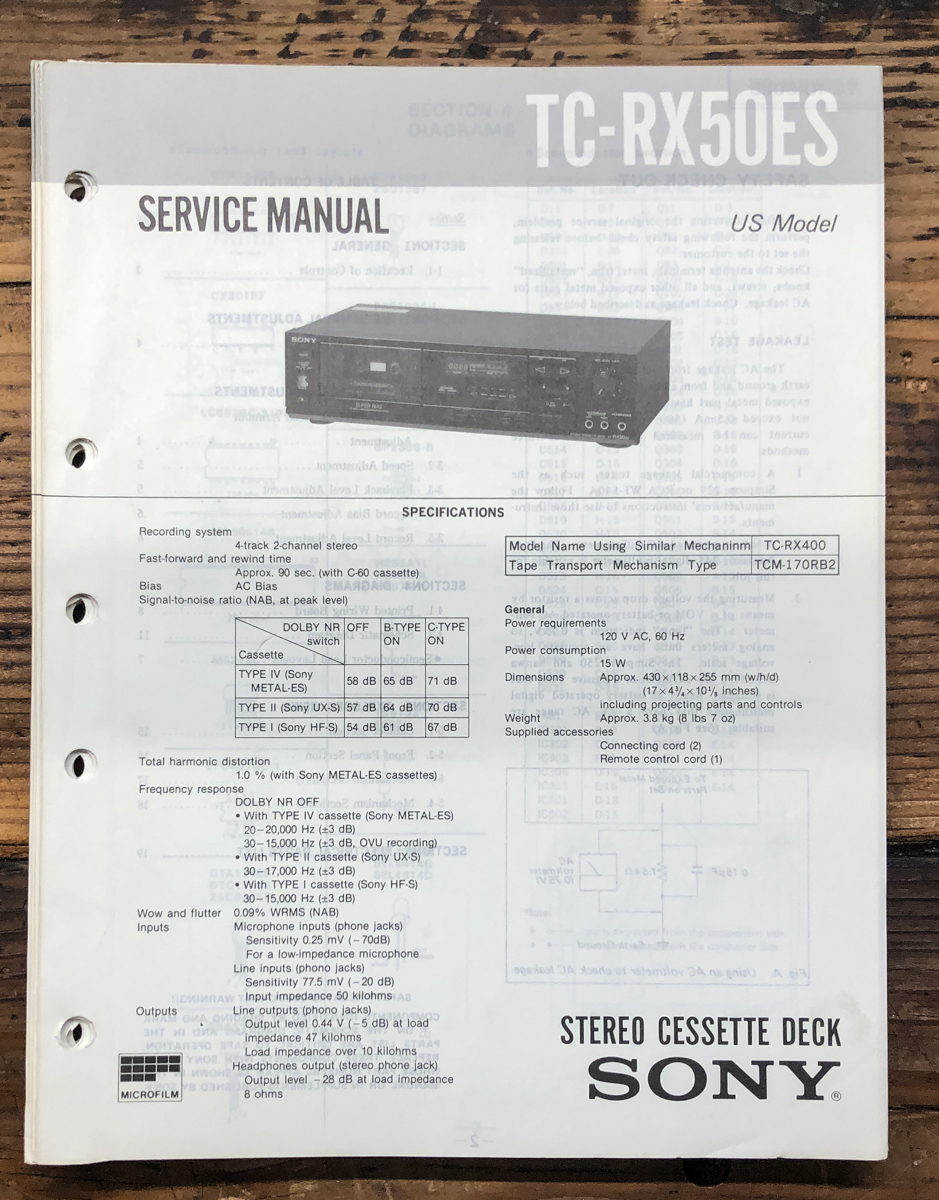 TC-RX50ES
SERVICE MANUAL
US Model
SONY
SPECIFICATIONS
Recording system
4-track 2-channel stereo
Fast-forward and rewind time
Approx. 90 sec. (with C-60 cassette)
Bias AC Bias
Signal-to-noise ratio (NAB, at peak level)
DOLBY NR switch Cassette OFF B-TYPE ON C-TYPE ON
TYPE IV (Sony METAL-ES) 58 dB 65 dB 71 dB
TYPE II (Sony UX-S) 57 dB 64 dB 70 dB
TYPE I (Sony HF-S) 54 dB 61 dB 67 dB
Total harmonic distortion
1.0 % (with Sony METAL-ES cassettes)
Frequency response
DOLBY NR OFF
• With TYPE IV cassette (Sony METAL-ES)
20–20,000 Hz (±3 dB)
30–15,000 Hz (±3 dB, OVU recording)
• With TYPE II cassette (Sony UX-S)
30–17,000 Hz (±3 dB)
• With TYPE I cassette (Sony HF-S)
30–15,000 Hz (±3 dB)
Wow and flutter 0.09% WRMS (NAB)
Inputs Microphone inputs (phone jacks)
Sensitivity 0.25 mV (−70dB)
For a low-impedance microphone
Line inputs (phono jacks)
Sensitivity 77.5 mV (−20 dB)
Input impedance 50 kilohms
Outputs Line outputs (phono jacks)
Output level 0.44 V (−5 dB) at load
impedance 47 kilohms
Load impedance over 10 kilohms
Headphones output (stereo phone jack)
Output level −28 dB at load impedance
8 ohms
MICROFILM
Model Name Using Similar Mechaninm TC-RX400
Tape Transport Mechanism Type TCM-170RB2
General
Power requirements
120 V AC, 60 Hz
Power consumption
15 W
Dimensions Approx. 430×118×255 mm (w/h/d)
(17×4¾×10⅛ inches)
including projecting parts and controls
Weight Approx. 3.8 kg (8 lbs 7 oz)
Supplied accessories
Connecting cord (2)
Remote control cord (1)
STEREO CESSETTE DECK
SONY®